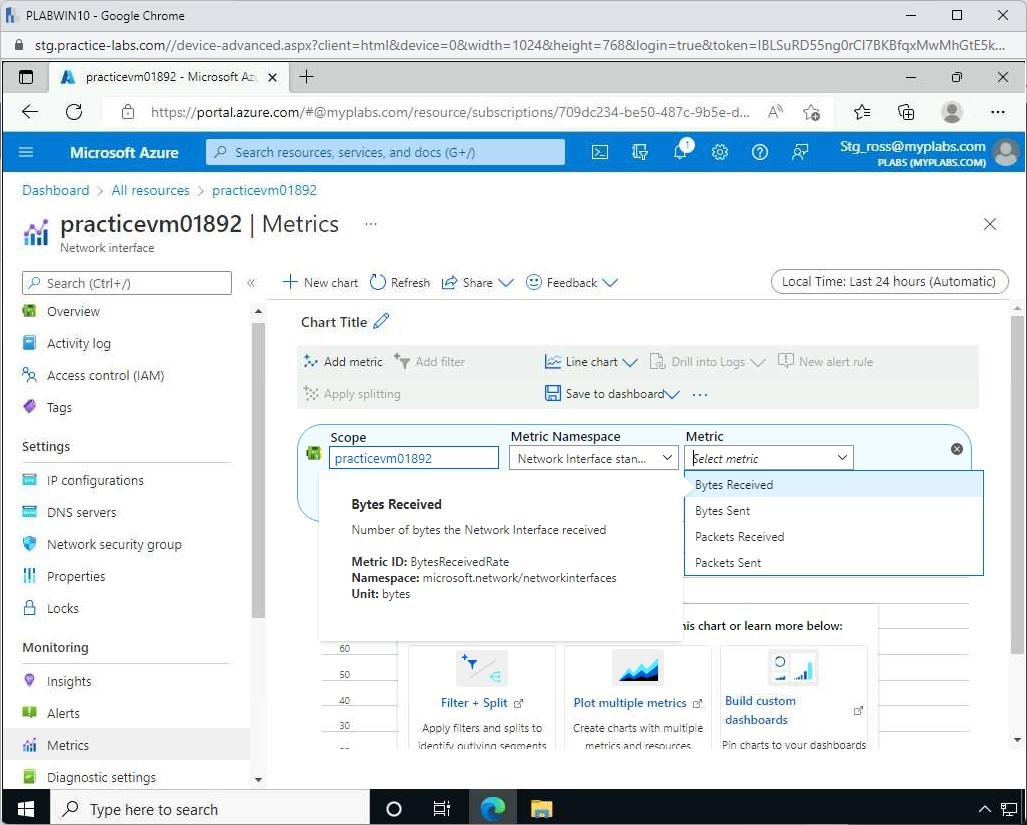 PLABWIN10 - Google Chrome
stg.practice-labs.com//device-advanced.aspx?client=html&device=0&width=1024&height=768&login=true&token=IBLSuRD55ng0rCI7BKBfqxMwMhGtE5k...
practicevm01892 - Microsoft Az
https://portal.azure.com/#@myplabs.com/resource/subscriptions/709dc234-be50-487c-9b5e-d...
Microsoft Azure
Search resources, services, and docs (G+/)
1
Stg_ross@myplabs.com
PLABS (MYPLABS.COM)
Dashboard > All resources > practicevm01892
practicevm01892 | Metrics ...
Network interface
Search (Ctrl+/)
«
New chart
Refresh
Share
Feedback
Local Time: Last 24 hours (Automatic)
Overview
Activity log
Access control (IAM)
Tags
Settings
IP configurations
DNS servers
Network security group
Properties
Locks
Monitoring
Insights
Alerts
Metrics
Diagnostic settings
Chart Title
Add metric
Add filter
Line chart
Drill into Logs
New alert rule
Apply splitting
Save to dashboard
...
Scope
practicevm01892
Metric Namespace
Network Interface stan...
Metric
Select metric
Bytes Received
Bytes Sent
Packets Received
Packets Sent
Bytes Received
Number of bytes the Network Interface received
Metric ID: BytesReceivedRate
Namespace: microsoft.network/networkinterfaces
Unit: bytes
his chart or learn more below:
60
50
40
30
Filter + Split
Apply filters and splits to
identify outlying segments
Plot multiple metrics
Create charts with multiple
metrics and resources
Build custom
dashboards
Pin charts to your dashboards
Type here to search